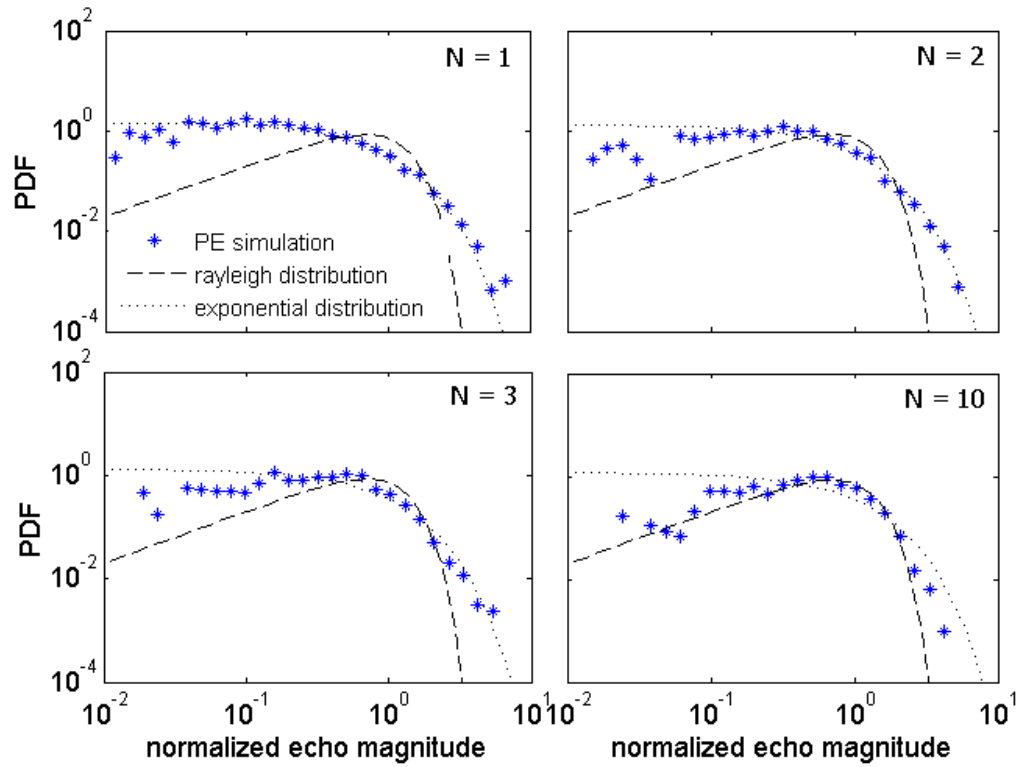 10^2
10^0
10^-2
10^-4
PDF
N = 1
PE simulation
rayleigh distribution
exponential distribution
N = 2
10^2
10^0
10^-2
10^-4
PDF
N = 3
N = 10
10^-2
10^-1
10^0
10^1
10^-1
10^0
10^1
normalized echo magnitude
normalized echo magnitude